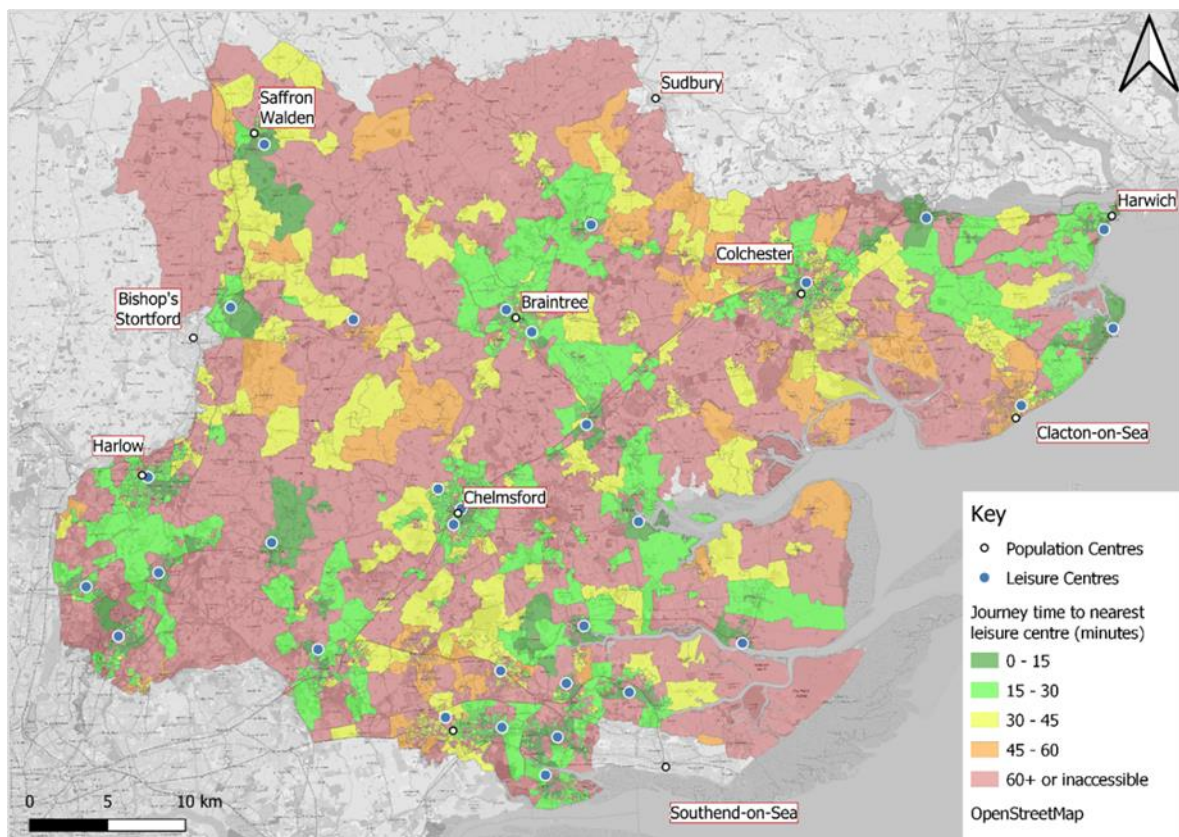 Sudbury
Saffron
Walden
Harwich
Colchester
Bishop's
Stortford
Braintree
Clacton-on-Sea
Harlow
Chelmsford
Southend-on-Sea
Key
Population Centres
Leisure Centres
Journey time to nearest
leisure centre (minutes)
0 - 15
15 - 30
30 - 45
45 - 60
60+ or inaccessible
OpenStreetMap
0 5 10 km